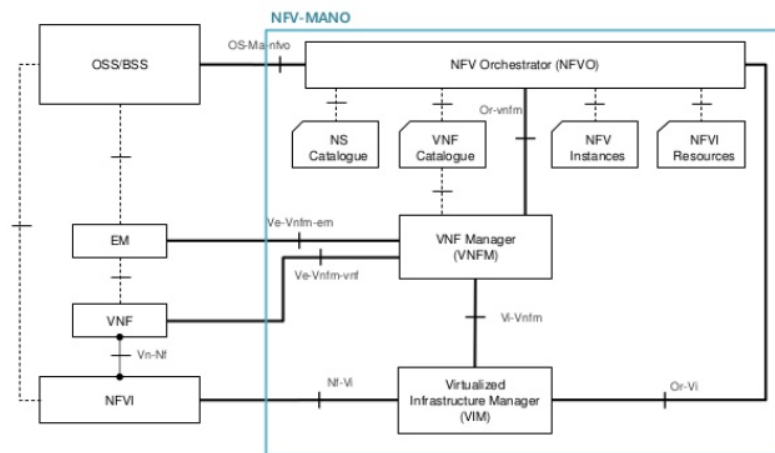 NFV-MANO
OS-Ma-nfvo
OSS/BSS
NFV Orchestrator (NFVO)
Or-vnfm
NS
Catalogue
VNF
Catalogue
NFV
Instances
NFVI
Resources
Ve-Vnfm-em
EM
VNF Manager
(VNFM)
Ve-Vnfm-vnf
VNF
Vi-Vnfm
Vn-Nf
NFVI
Nf-Vi
Virtualized
Infrastructure Manager
(VIM)
Or-Vi